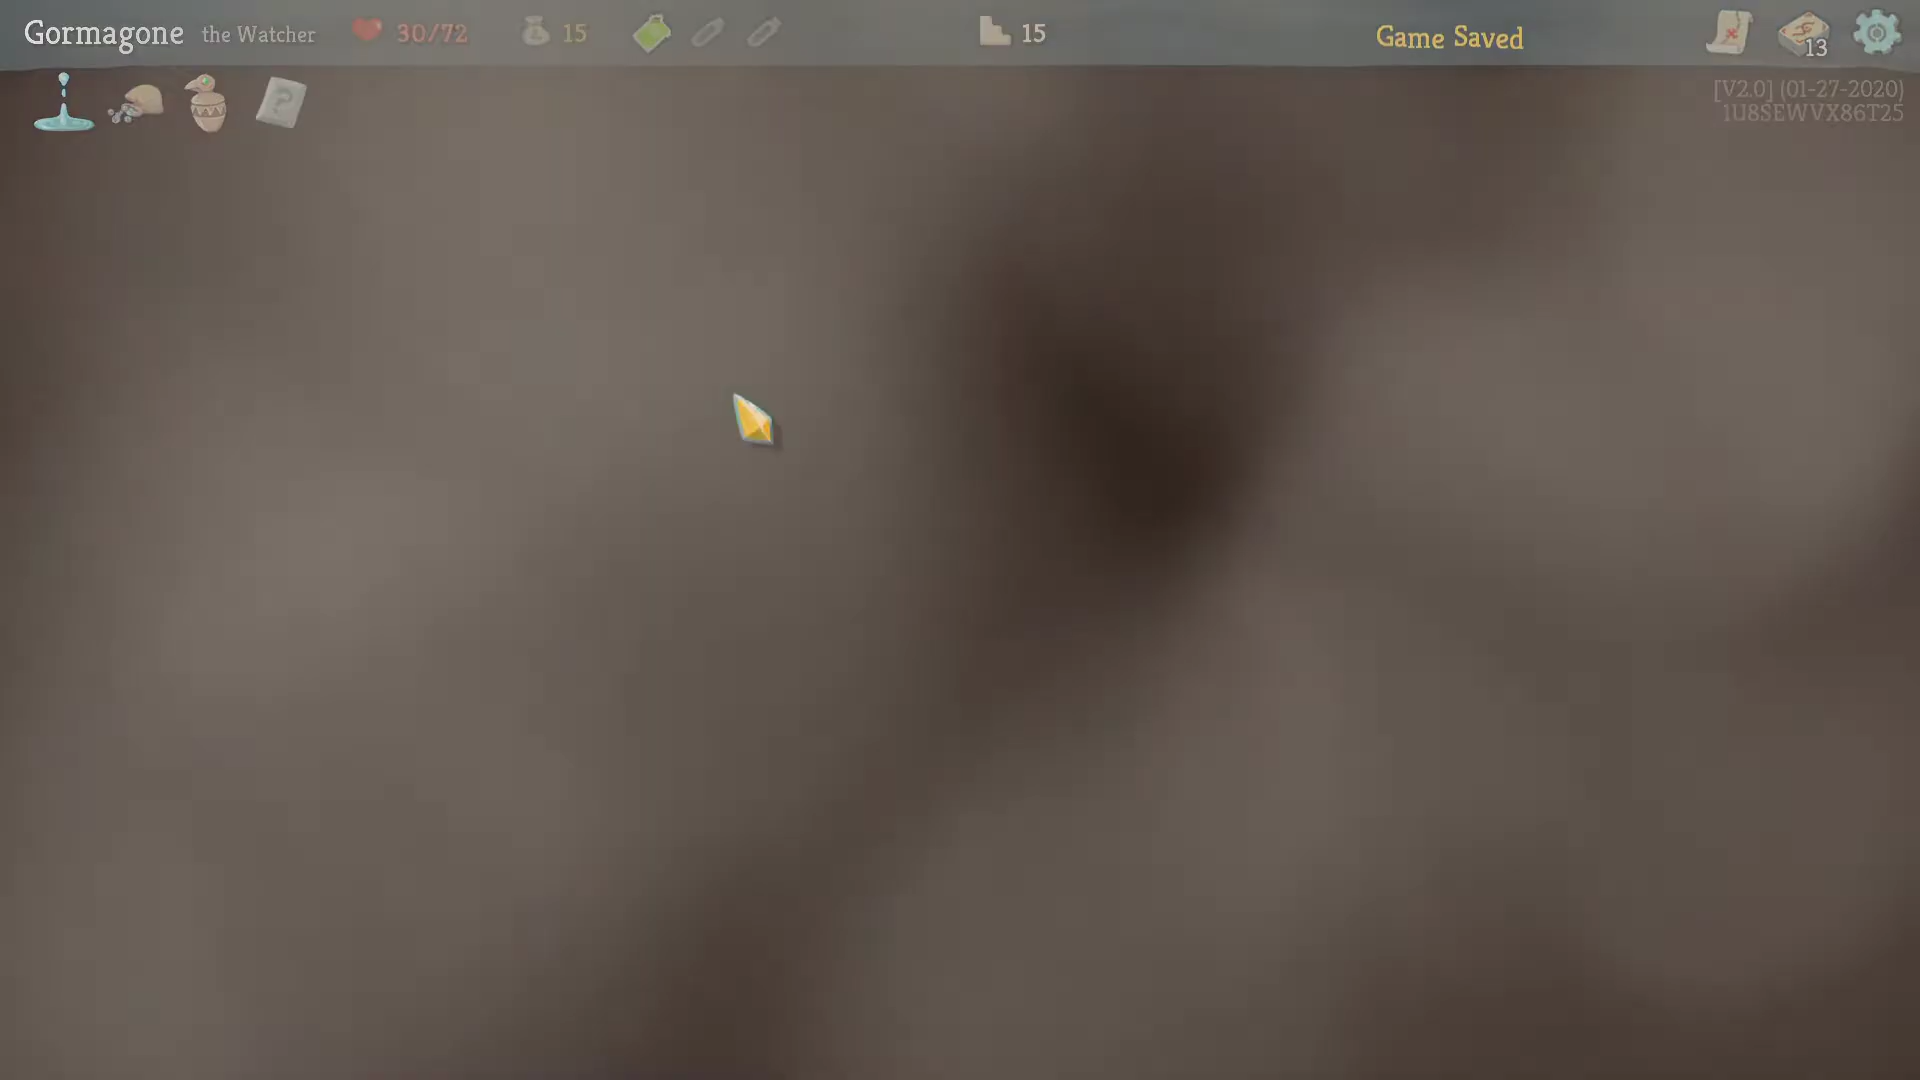 Gormagone the Watcher 30/72 15 15 Game Saved 13
[V2.0] (01-27-2020)
1U8SEWVX86T25
?